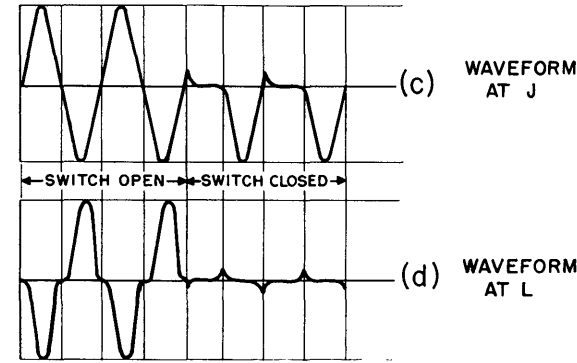 (c) WAVEFORM
AT J
SWITCH OPEN SWITCH CLOSED
(d) WAVEFORM
AT L